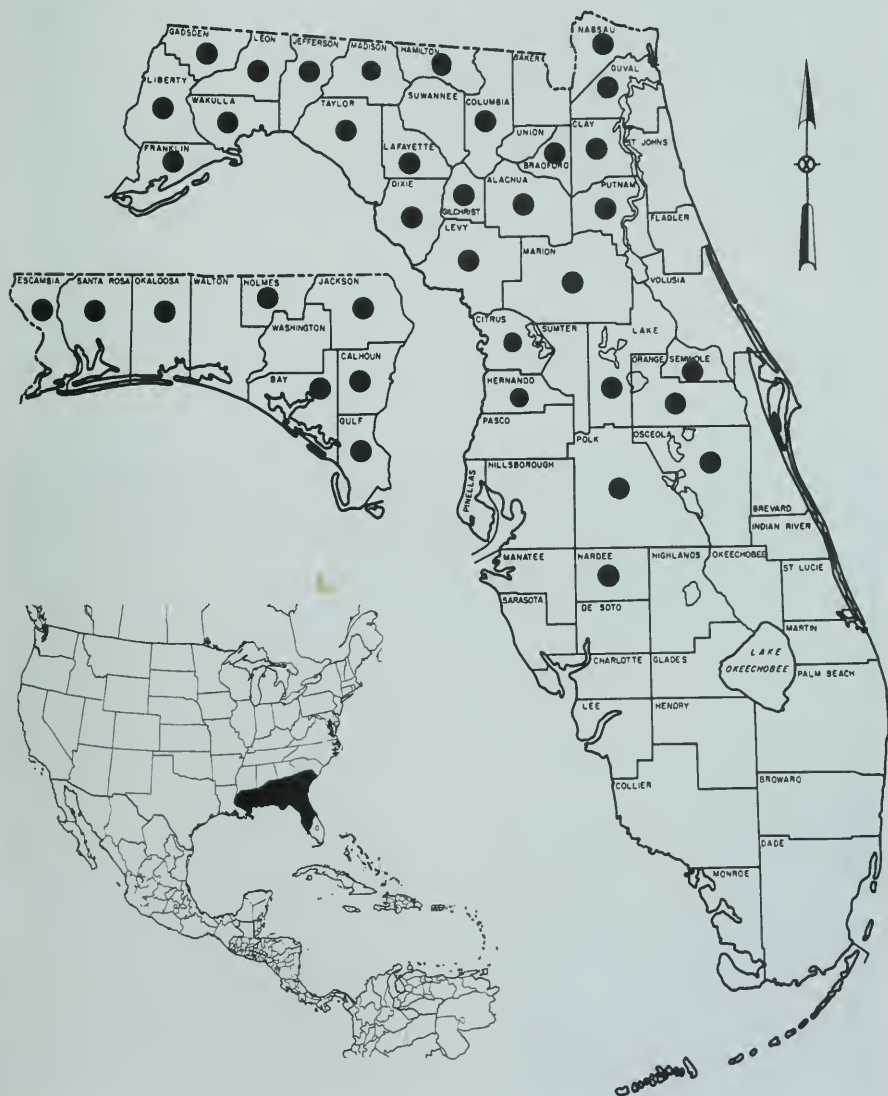 GADSDEN
LEON
JEFFERSON
MADISON
HAMILTON
BAKER
NASSAU
DUVAL
LIBERTY
WAKULLA
TAYLOR
SUWANNEE
COLUMBIA
UNION
CLAY
ST JOHNS
FRANKLIN
LAFAYETTE
BRADFORD
DIXIE
GILCHRIST
ALACHUA
PUTNAM
FLAGLER
LEVY
MARION
VOLUSIA
ESCAMBIA
SANTA ROSA
OKALOOSA
WALTON
HOLMES
JACKSON
WASHINGTON
CALHOUN
BAY
GULF
CITRUS
SUMTER
LAKE
ORANGE
SEMINOLE
HERNANDO
PASCO
POLK
OSCEOLA
HILLSBOROUGH
PINELLAS
BREVARD
INDIAN RIVER
MANATEE
HARDEE
HIGHLANDS
OKEECHOBEE
ST LUCIE
SARASOTA
DE SOTO
MARTIN
CHARLOTTE
GLADES
LAKE
OKEECHOBEE
PALM BEACH
LEE
HENDRY
COLLIER
BROWARD
DADE
MONROE